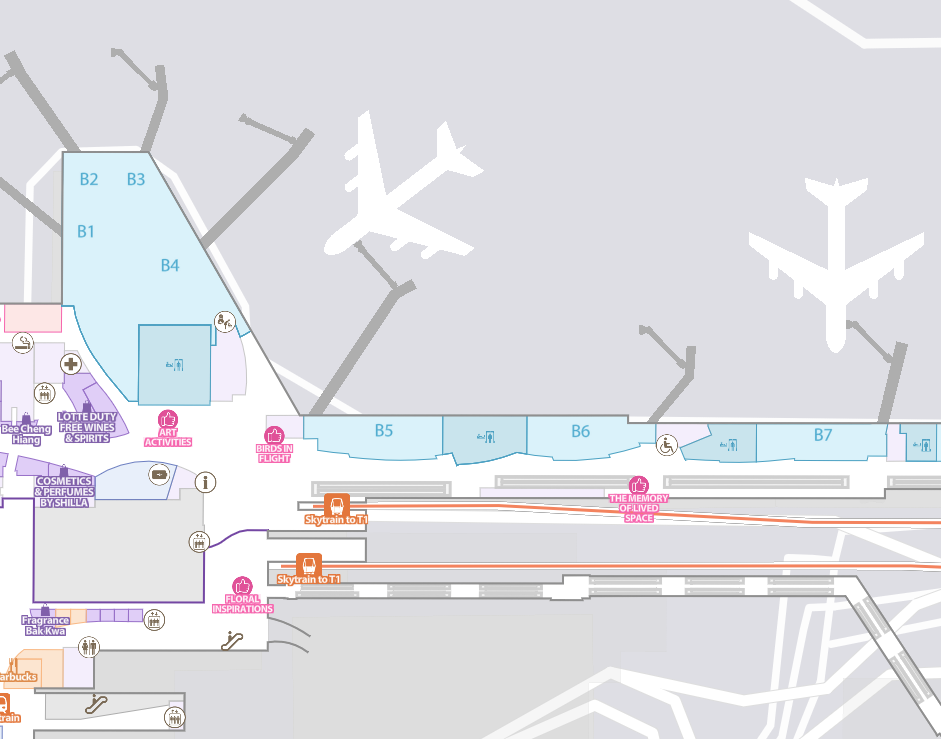 B2
B3
B1
B4
B5
B6
B7
LOTTE DUTY
FREE WINES
& SPIRITS
Bee Cheng
Hiang
ART
ACTIVITIES
BIRDS IN
FLIGHT
COSMETICS
& PERFUMES
BY SHILLA
THE MEMORY
OF LIVED
SPACE
Skytrain to T1
Skytrain to T1
FLORAL
INSPIRATIONS
Fragrance
Bak Kwa
arbucks
train